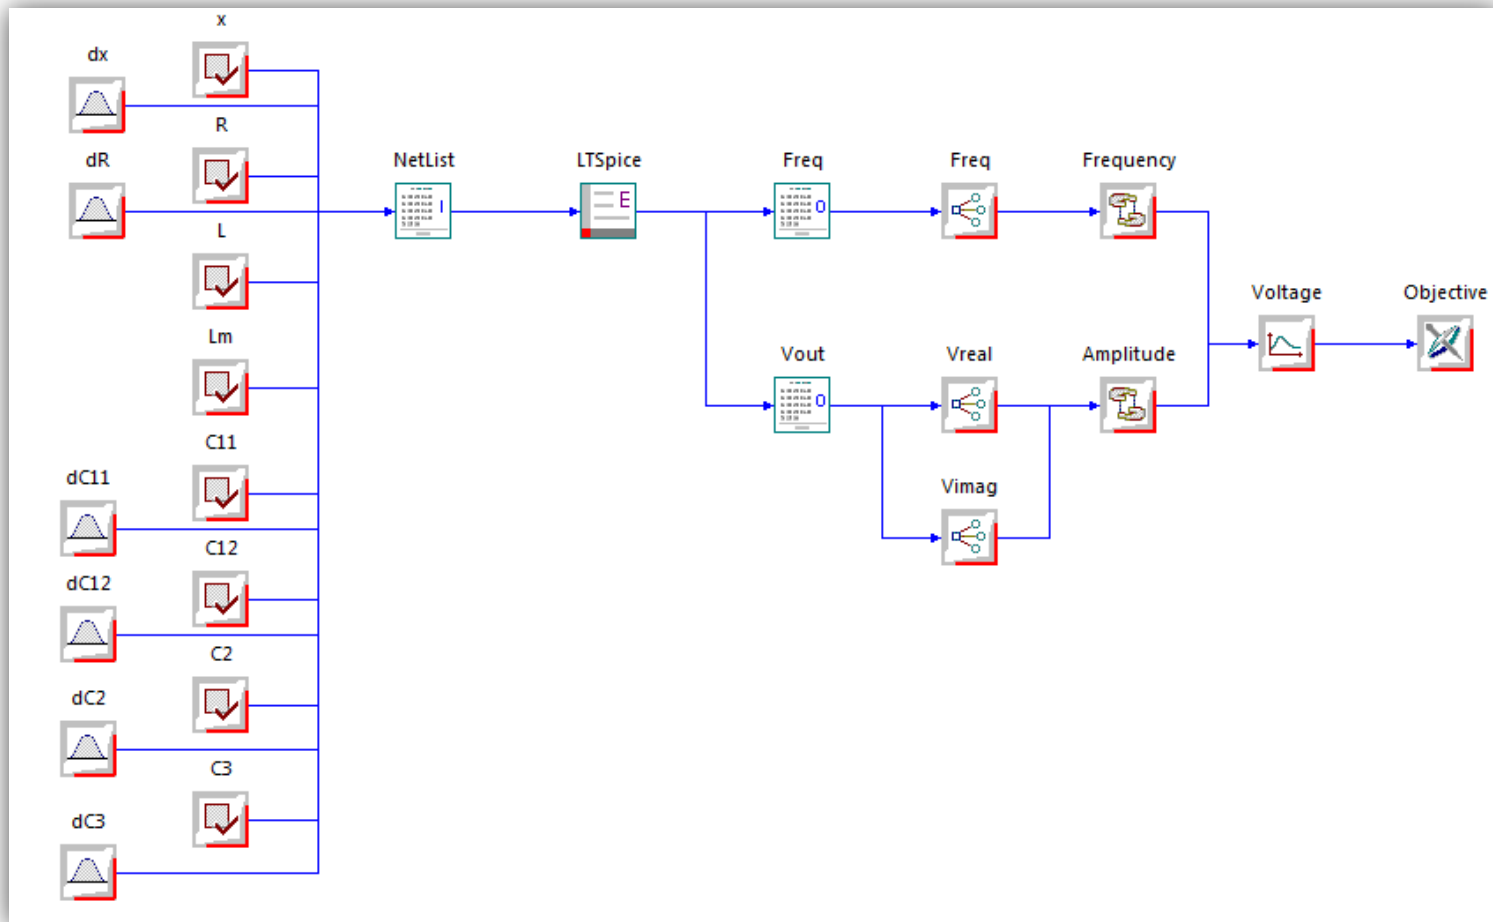 x
dx
R
dR
NetList
LTSpice
Freq
Freq
Frequency
I
E
O
L
Voltage
Objective
Lm
Vout
Vreal
Amplitude
O
C11
dC11
Vimag
C12
dC12
C2
dC2
C3
dC3